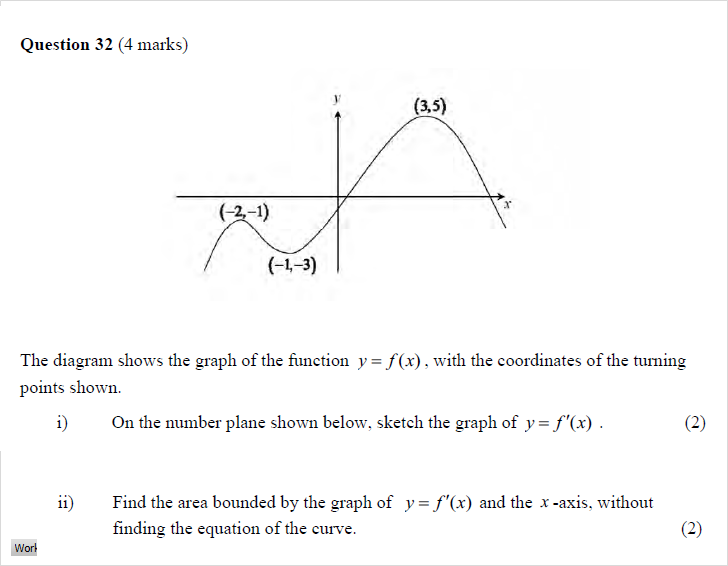 Question 32 (4 marks)
y
(3,5)
x
(−2,−1)
(−1,−3)
The diagram shows the graph of the function y = f(x), with the coordinates of the turning
points shown.
i) On the number plane shown below, sketch the graph of y = f'(x) . (2)
ii) Find the area bounded by the graph of y = f'(x) and the x -axis, without
finding the equation of the curve. (2)
Work